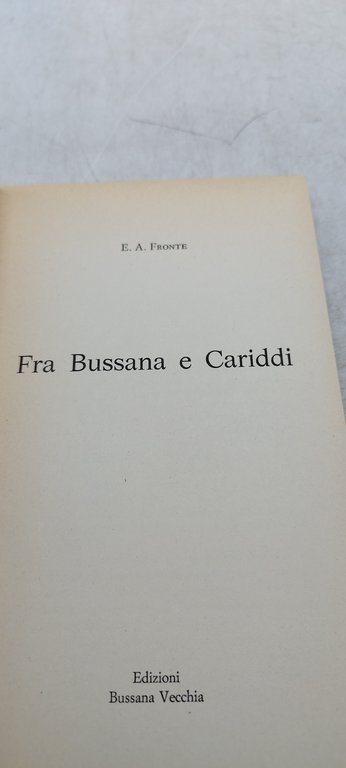 E. A. FRONTE
Fra Bussana e Cariddi
Edizioni
Bussana Vecchia